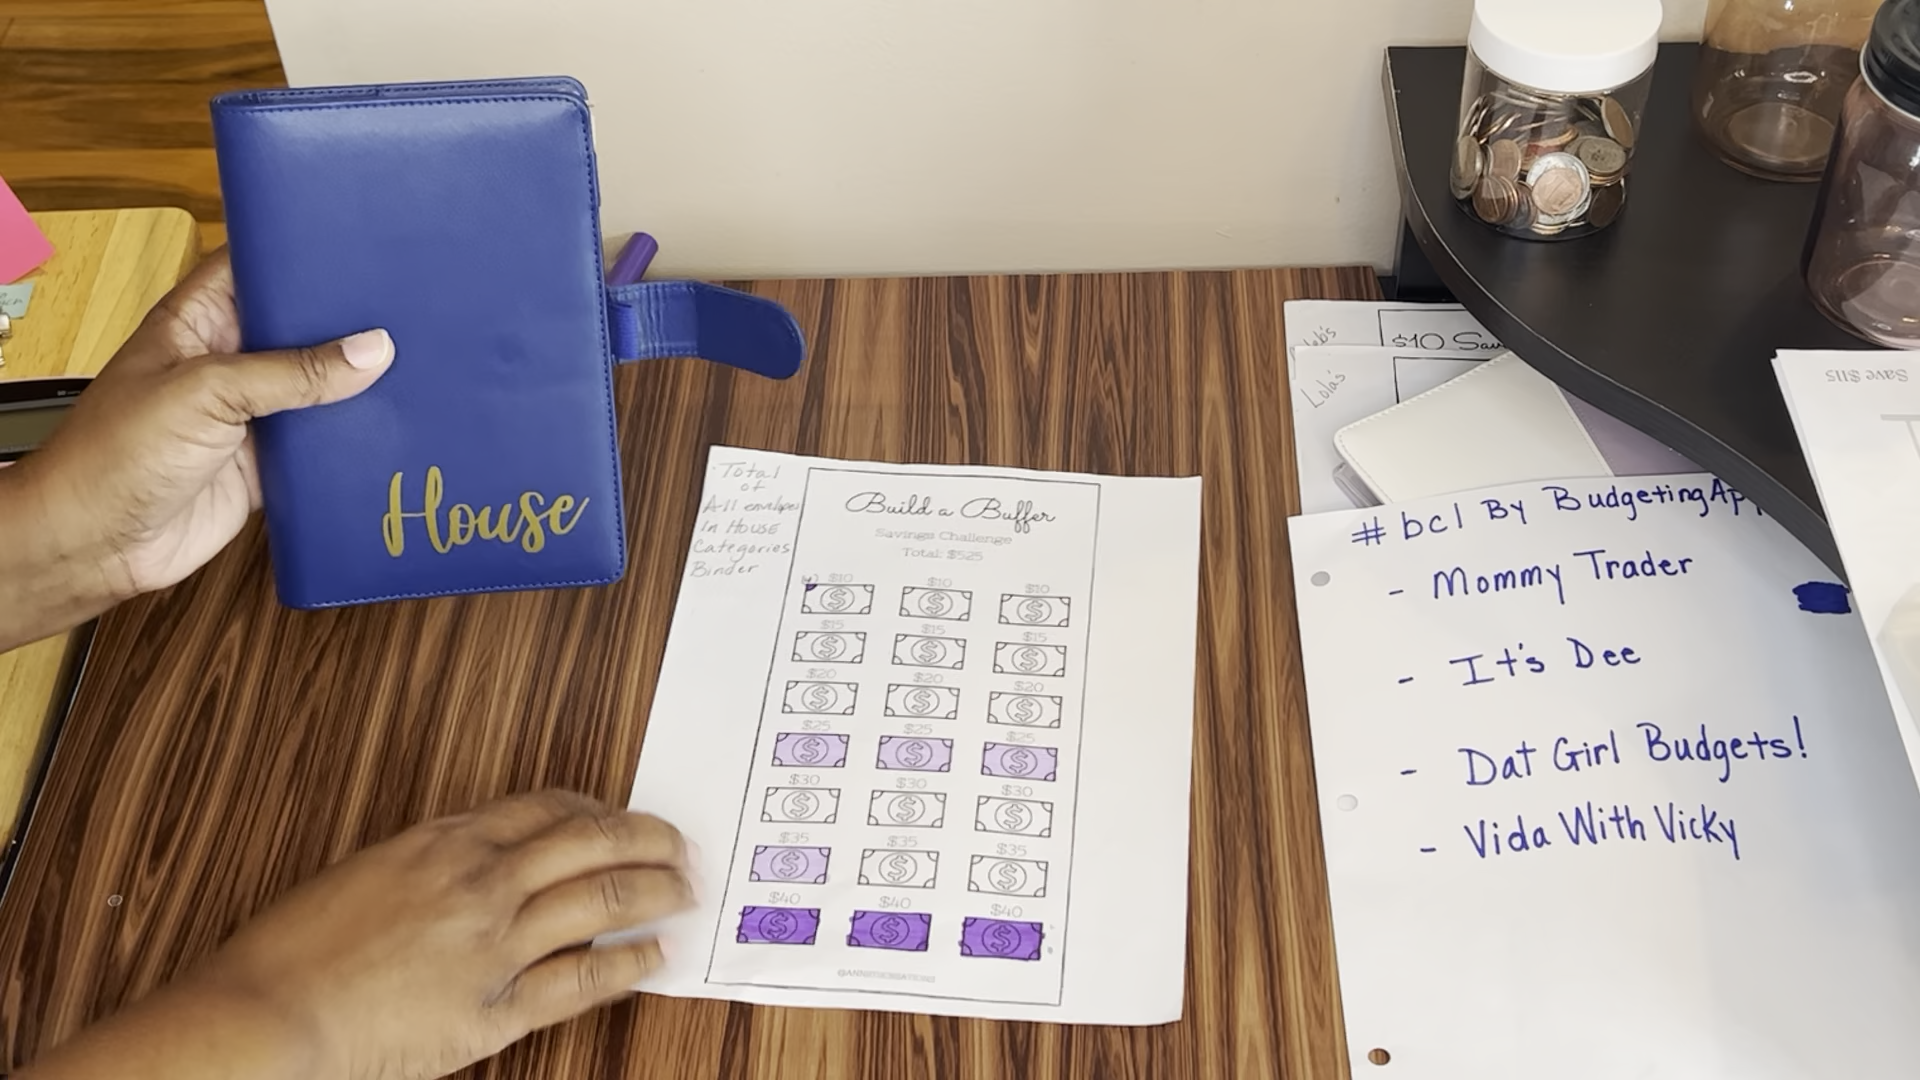 House
Total
of
All envelopes
In House
Categories
Binder
Build a Buffer
Savings Challenge
Total: $525
$10 $10 $10
$15 $15 $15
$20 $20 $20
$25 $25 $25
$30 $30 $30
$35 $35 $35
$40 $40 $40
$10
Lola's
Save $115
#bcl By Budgeting
- Mommy Trader
- It's Dee
- Dat Girl Budgets!
- Vida With Vicky